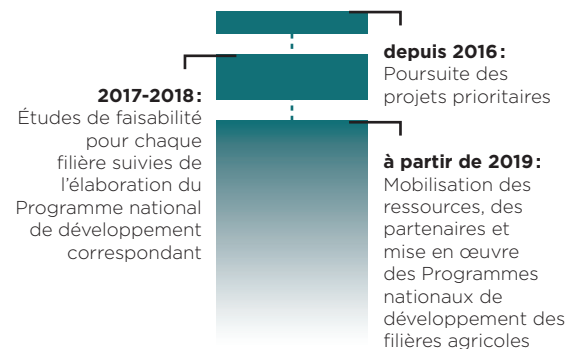 depuis 2016 :
Poursuite des
projets prioritaires
2017-2018 :
Études de faisabilité
pour chaque
filière suivies de
l’élaboration du
Programme national
de développement
correspondant
à partir de 2019 :
Mobilisation des
ressources, des
partenaires et
mise en œuvre
des Programmes
nationaux de
développement des
filières agricoles